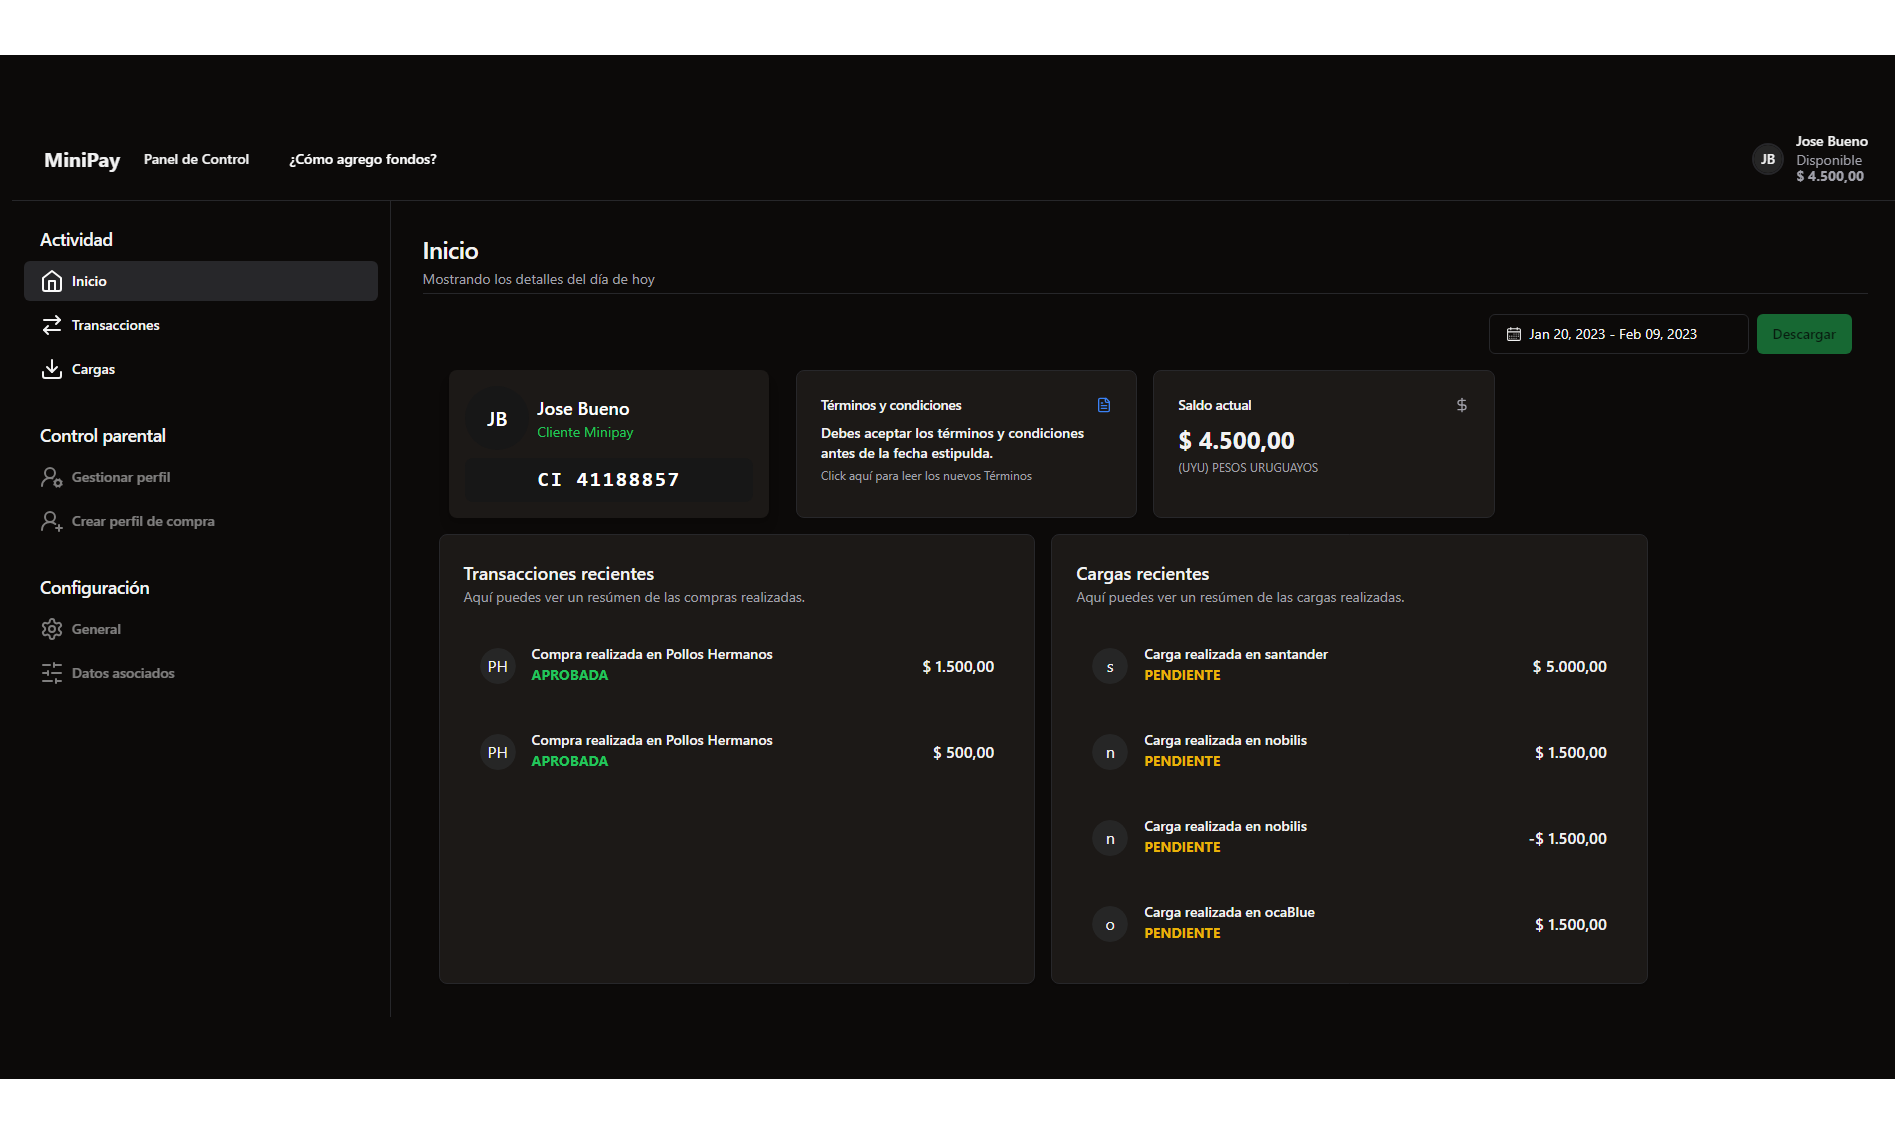 MiniPay
Panel de Control
¿Cómo agrego fondos?
JB
Jose Bueno
Disponible
$ 4.500,00
Actividad
Inicio
Transacciones
Cargas
Control parental
Gestionar perfil
Crear perfil de compra
Configuración
General
Datos asociados
Inicio
Mostrando los detalles del día de hoy
Jan 20, 2023 - Feb 09, 2023
Descargar
JB
Jose Bueno
Cliente Minipay
CI 41188857
Términos y condiciones
Debes aceptar los términos y condiciones
antes de la fecha estipulda.
Click aquí para leer los nuevos Términos
Saldo actual
$
$ 4.500,00
(UYU) PESOS URUGUAYOS
Transacciones recientes
Aquí puedes ver un resúmen de las compras realizadas.
PH
Compra realizada en Pollos Hermanos
APROBADA
$ 1.500,00
PH
Compra realizada en Pollos Hermanos
APROBADA
$ 500,00
Cargas recientes
Aquí puedes ver un resúmen de las cargas realizadas.
s
Carga realizada en santander
PENDIENTE
$ 5.000,00
n
Carga realizada en nobilis
PENDIENTE
$ 1.500,00
n
Carga realizada en nobilis
PENDIENTE
-$ 1.500,00
o
Carga realizada en ocaBlue
PENDIENTE
$ 1.500,00